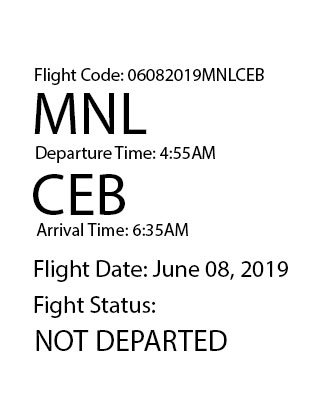 Flight Code: 06082019MNLCEB
MNL
Departure Time: 4:55AM
CEB
Arrival Time: 6:35AM
Flight Date: June 08, 2019
Fight Status:
NOT DEPARTED